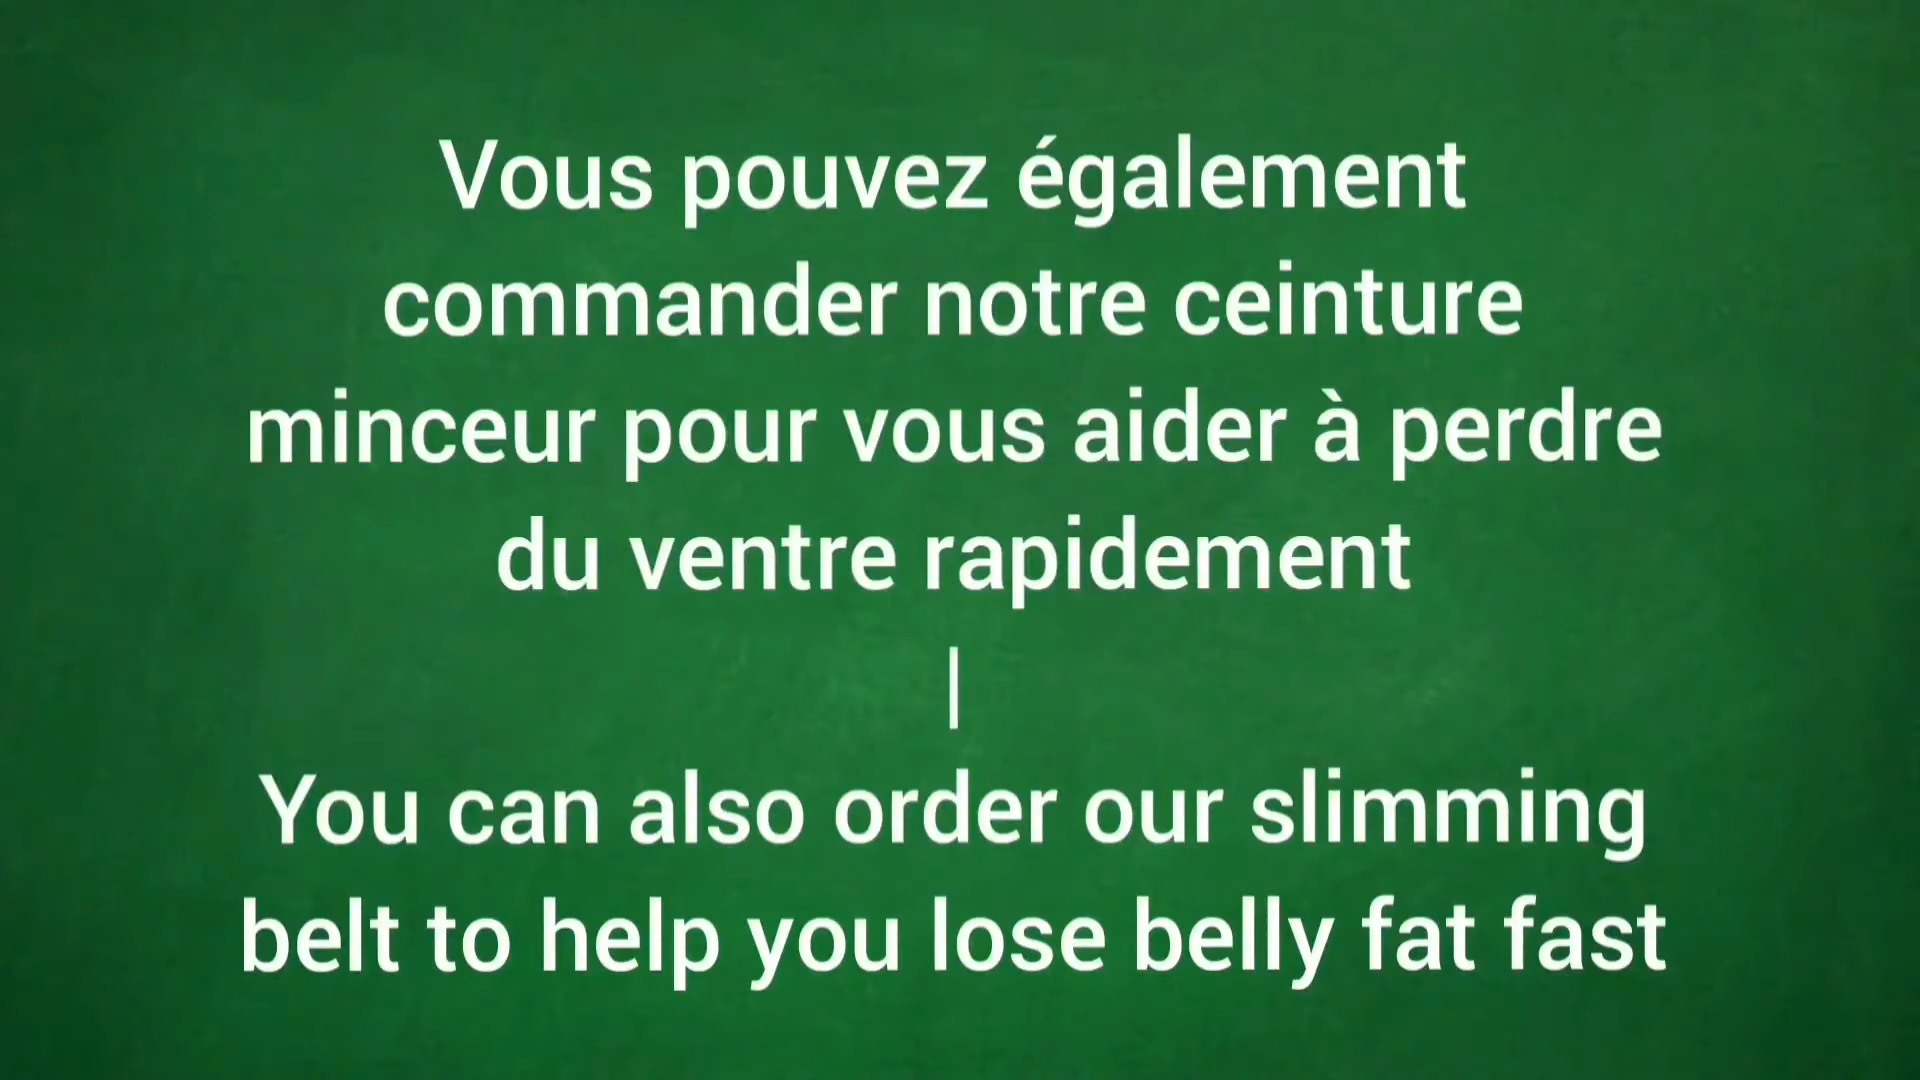 Vous pouvez également
commander notre ceinture
minceur pour vous aider à perdre
du ventre rapidement
|
You can also order our slimming
belt to help you lose belly fat fast